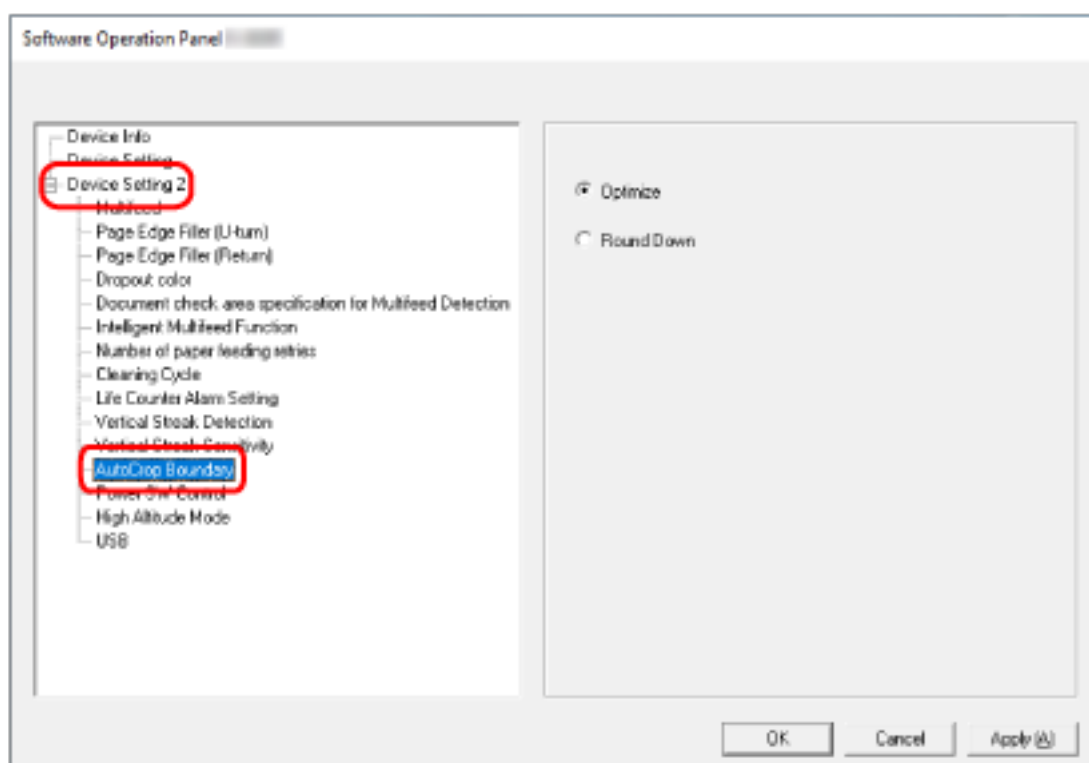 Software Operation Panel
Device Info
Device Setting
Device Setting 2
Multifeed
Page Edge Filler (U-turn)
Page Edge Filler (Return)
Dropout color
Document check area specification for Multifeed Detection
Intelligent Multifeed Function
Number of paper feeding retries
Cleaning Cycle
Life Counter Alarm Setting
Vertical Streak Detection
Vertical Streak Sensitivity
AutoCrop Boundary
Power SW Control
High Altitude Mode
USB
Optimize
Round Down
OK Cancel Apply (A)